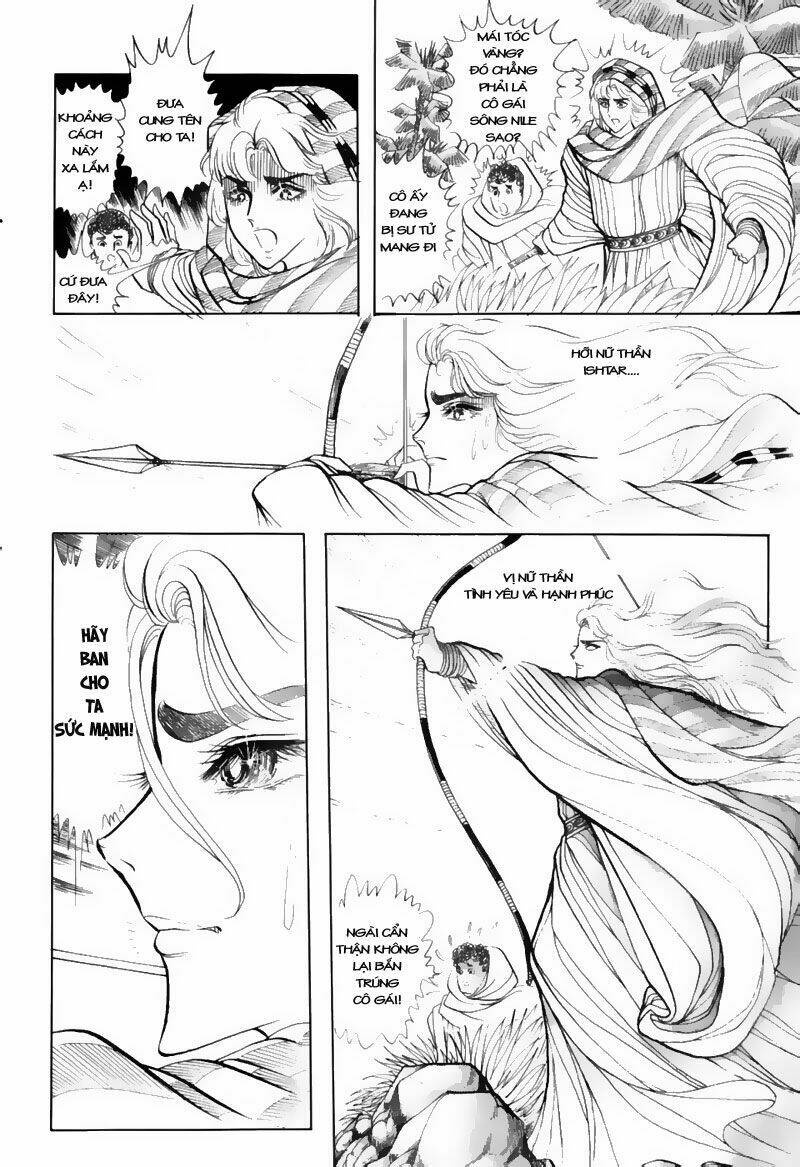 MÁI TÓC
VÀNG?
ĐÓ CHẲNG
PHẢI LÀ
CÔ GÁI
SÔNG NILE
SAO?
CÔ ẤY
ĐANG
BỊ SƯ TỬ
MANG ĐI
ĐƯA
CUNG TÊN
CHO TA!
KHOẢNG
CÁCH
NÀY
XA LẮM
Ạ!
CỨ ĐƯA
ĐÂY!
HỠI NỮ THẦN
ISHTAR....
VỊ NỮ THẦN
TÌNH YÊU VÀ HẠNH PHÚC
HÃY
BAN
CHO
TA
SỨC MẠNH!
NGÀI CẨN
THẬN KHÔNG
LẠI BẮN
TRÚNG
CÔ GÁI!